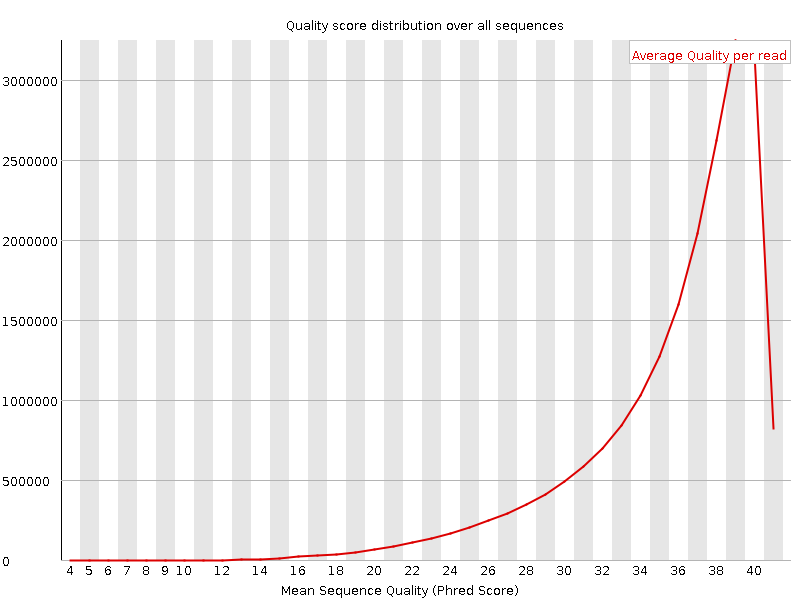 Quality score distribution over all sequences
Average Quality per read
3000000
2500000
2000000
1500000
1000000
500000
0
4 5 6 7 8 9 10 12 14 16 18 20 22 24 26 28 30 32 34 36 38 40
Mean Sequence Quality (Phred Score)